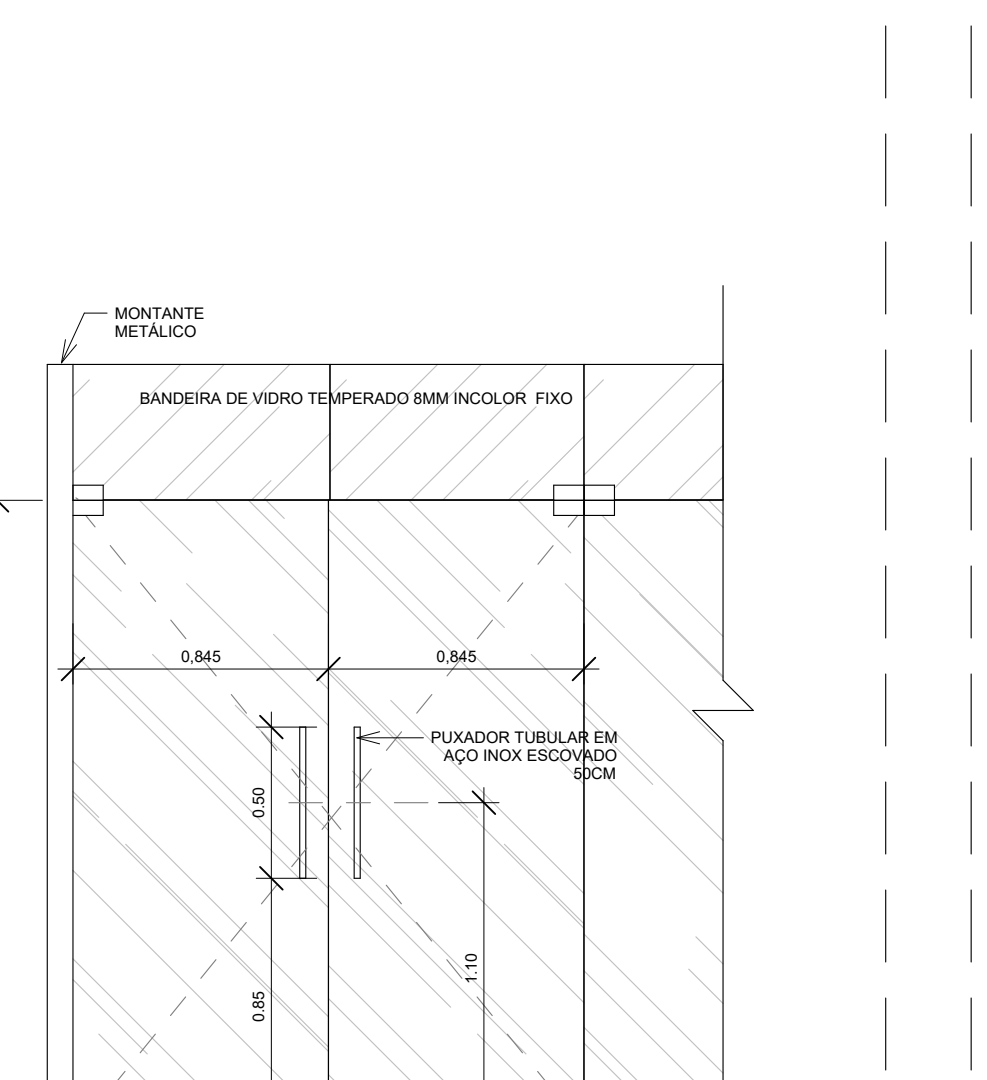 MONTANTE
METÁLICO
BANDEIRA DE VIDRO TEMPERADO 8MM INCOLOR FIXO
0,845
0,845
PUXADOR TUBULAR EM
AÇO INOX ESCOVADO
50CM
0.50
1.10
0.85